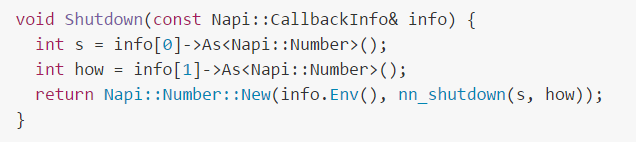 void Shutdown(const Napi::CallbackInfo& info) {
  int s = info[0]->As<Napi::Number>();
  int how = info[1]->As<Napi::Number>();
  return Napi::Number::New(info.Env(), nn_shutdown(s, how));
}